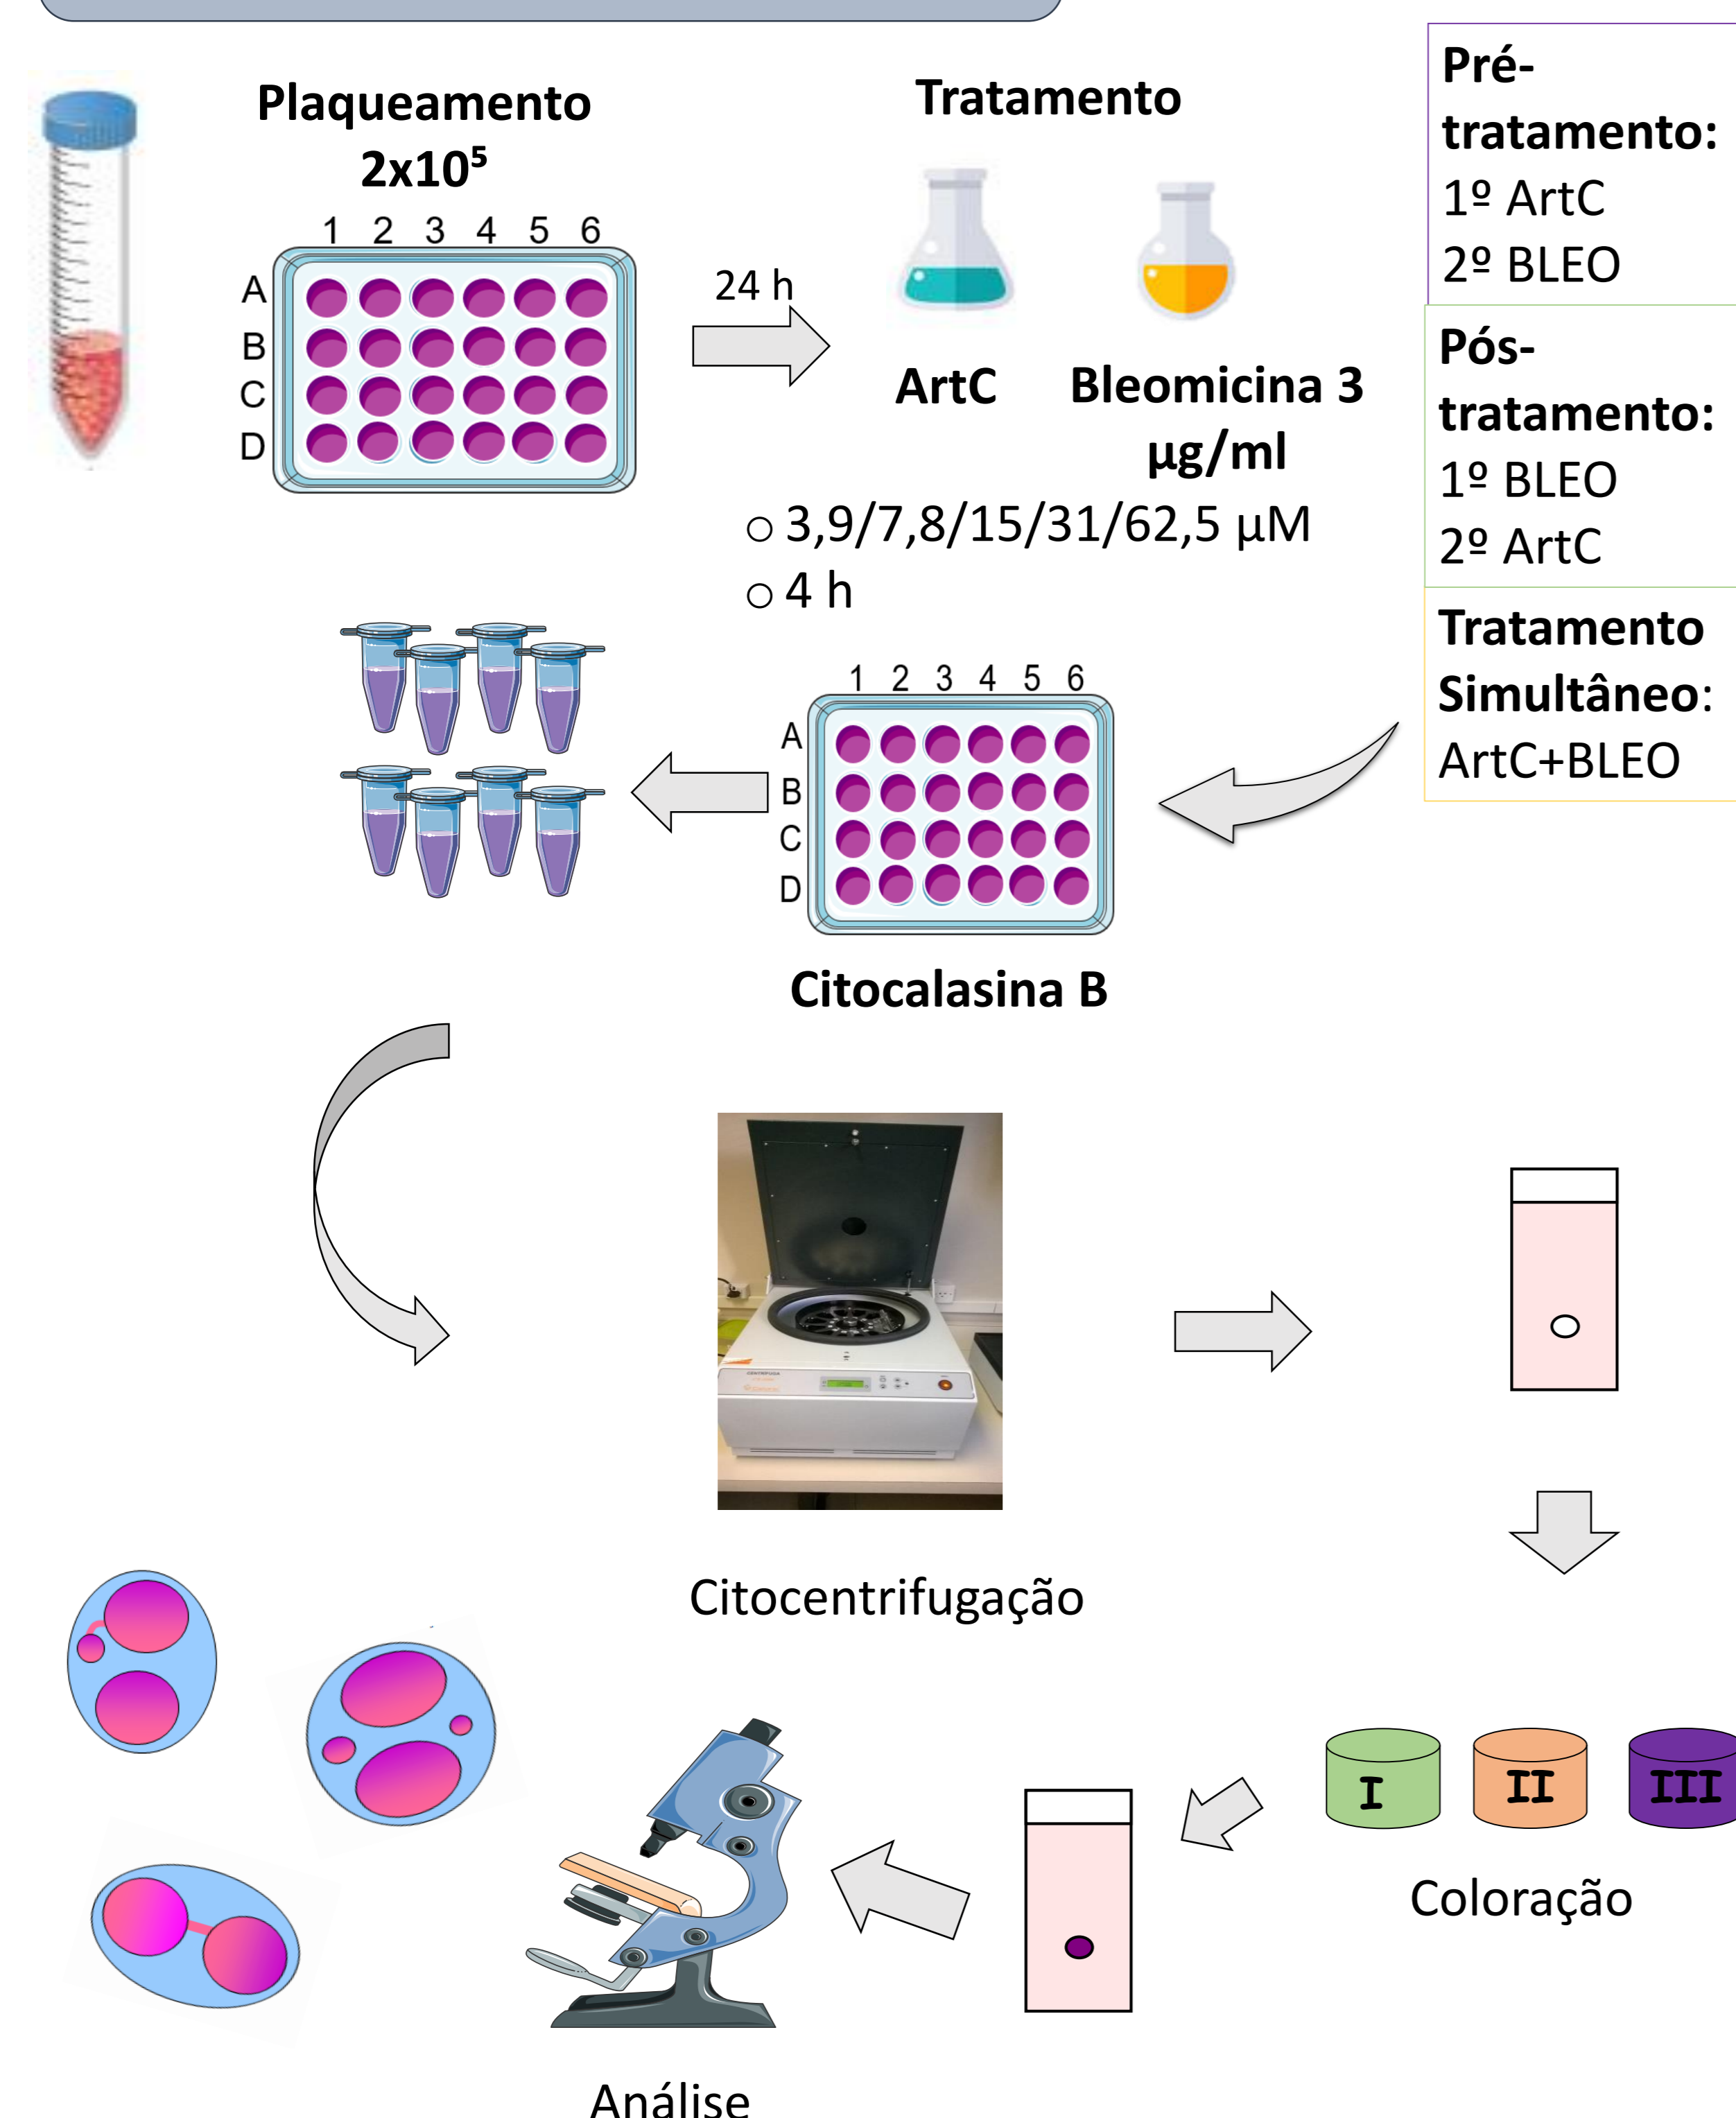 Plaqueamento
2x10⁵
1 2 3 4 5 6
A
B
C
D
24 h
Tratamento
ArtC
Bleomicina 3
µg/ml
○ 3,9/7,8/15/31/62,5 µM
○ 4 h
Pré-
tratamento:
1º ArtC
2º BLEO
Pós-
tratamento:
1º BLEO
2º ArtC
Tratamento
Simultâneo:
ArtC+BLEO
1 2 3 4 5 6
A
B
C
D
Citocalasina B
CENTRIFUGA
Citocentrifugação
I
II
III
Coloração
Análise